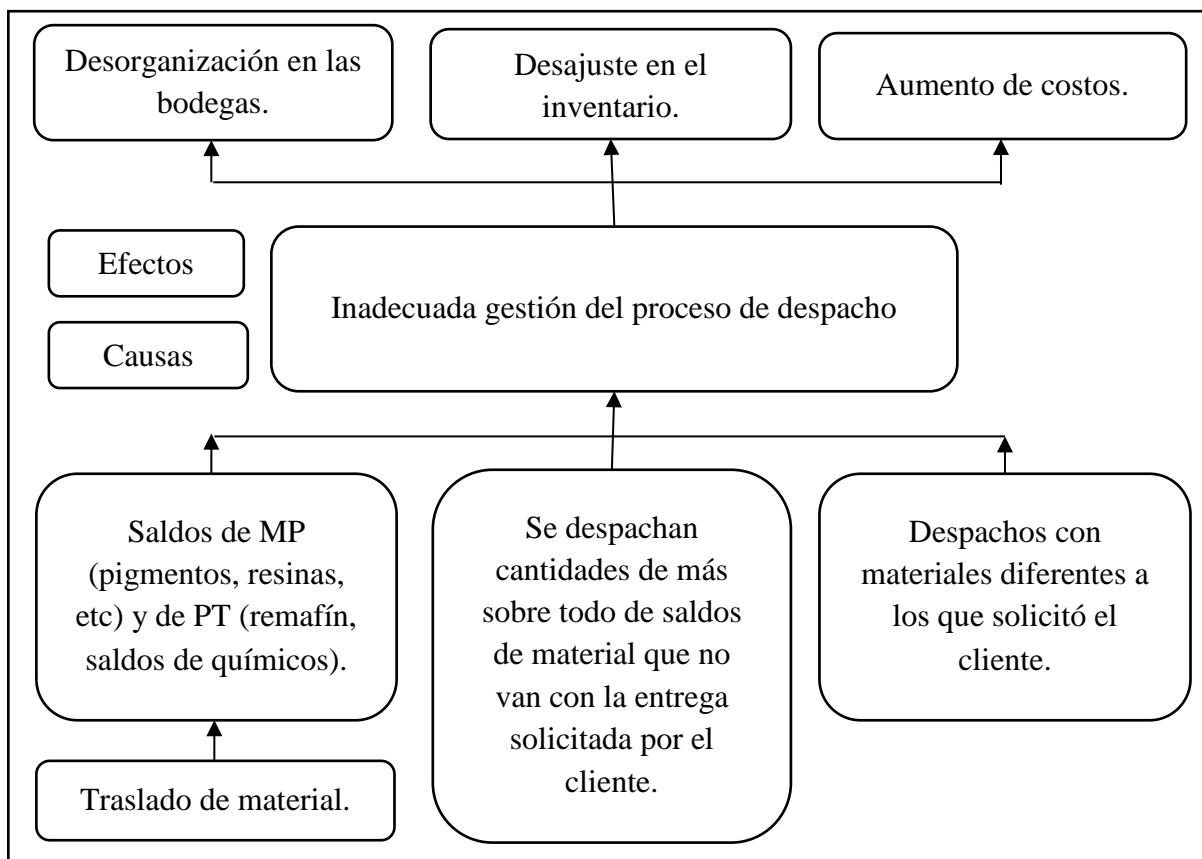 Desorganización en las
bodegas.
Desajuste en el
inventario.
Aumento de costos.
Efectos
Inadecuada gestión del proceso de despacho
Causas
Saldos de MP
(pigmentos, resinas,
etc) y de PT (remafín,
saldos de químicos).
Se despachan
cantidades de más
sobre todo de saldos
de material que no
van con la entrega
solicitada por el
cliente.
Despachos con
materiales diferentes a
los que solicitó el
cliente.
Traslado de material.